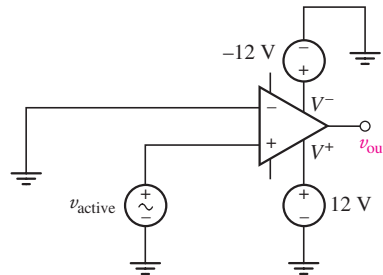 –12 V
–
+
V–
–
+
v_ou
V+
v_active
+
–
+
–
12 V